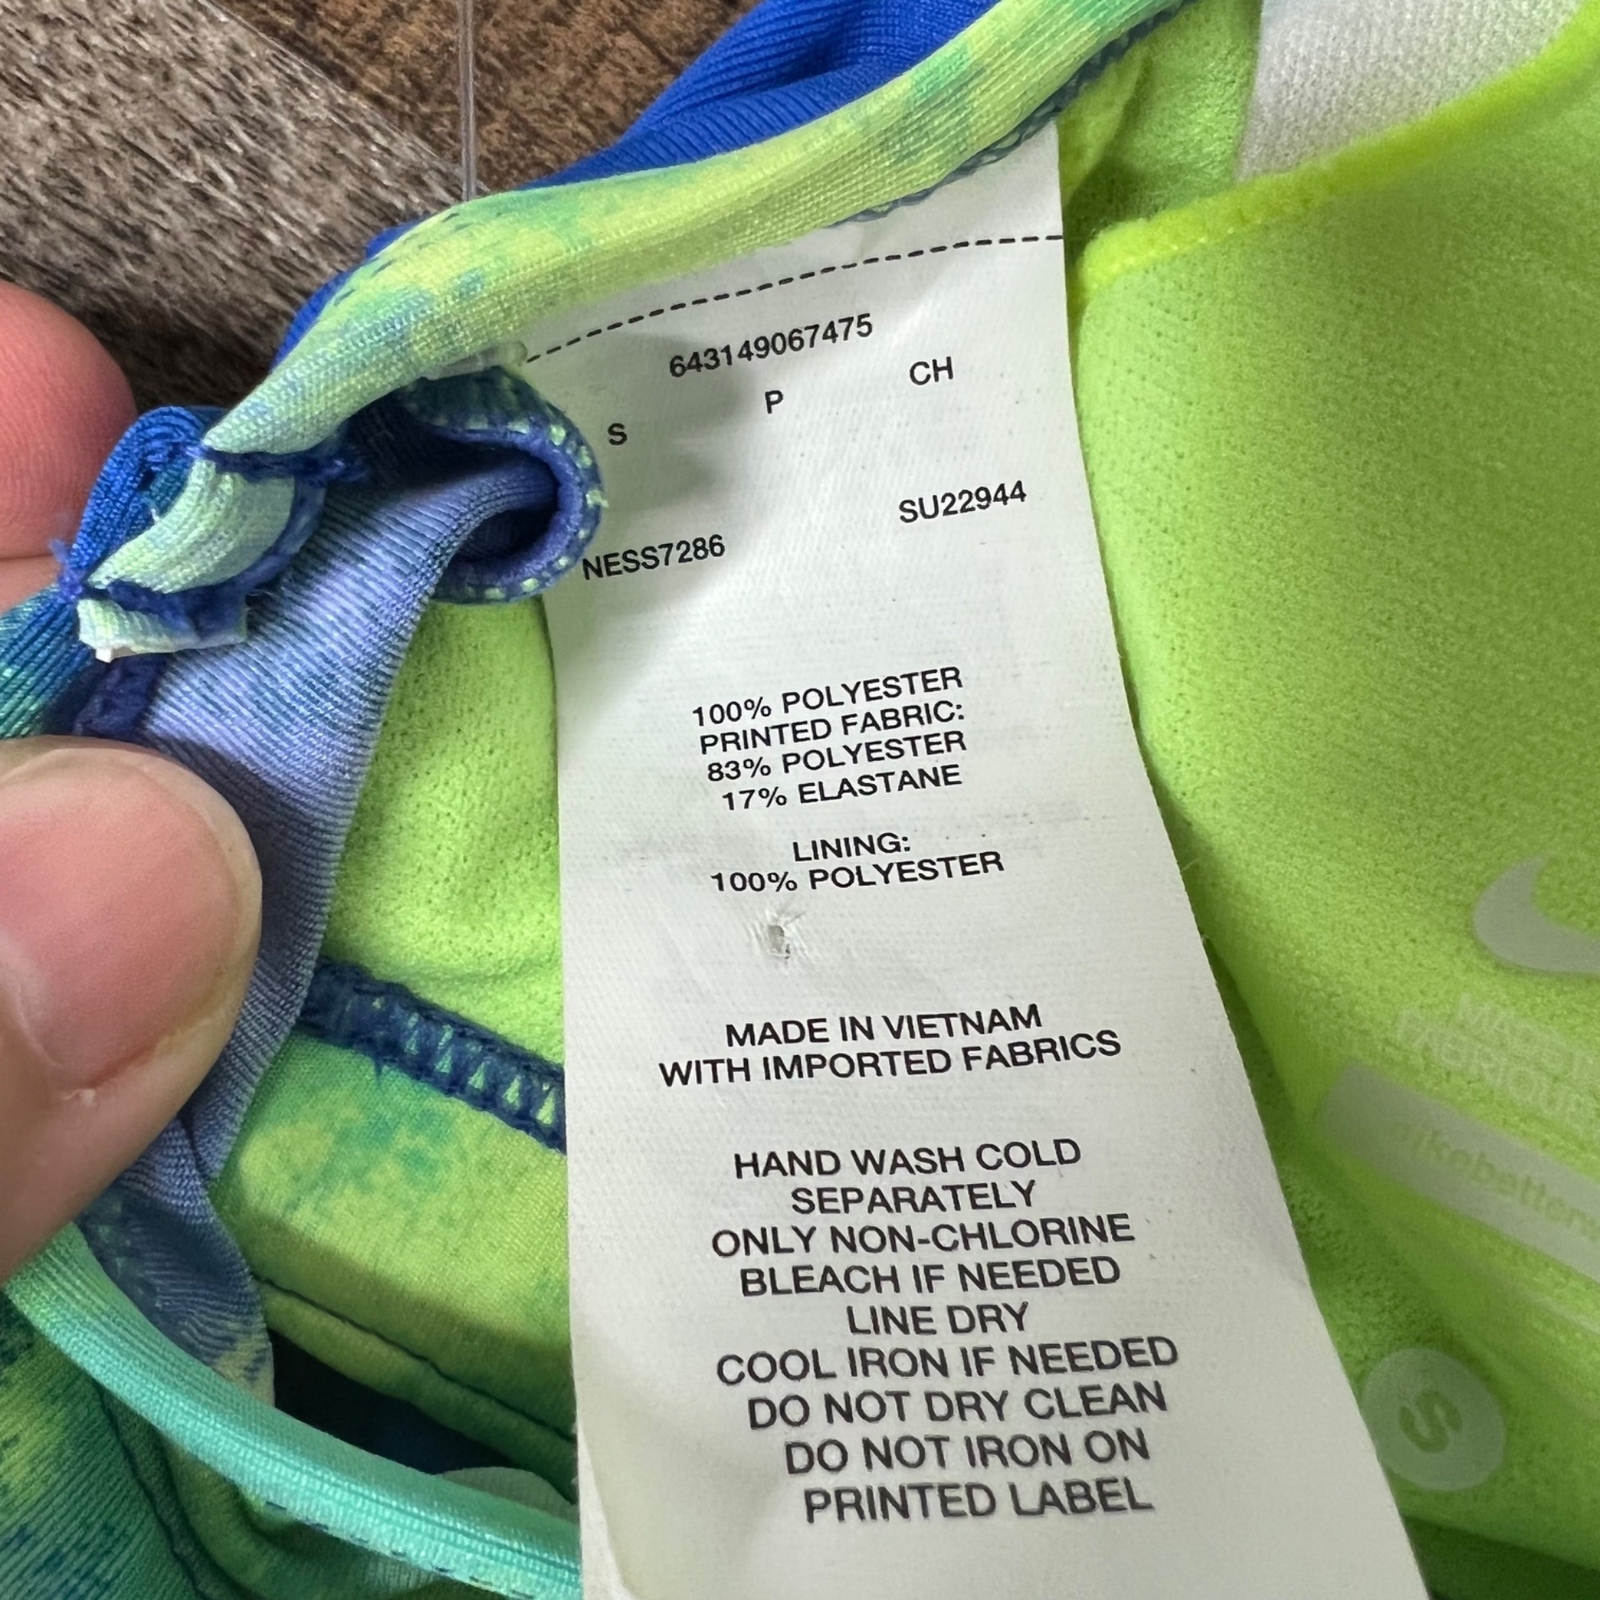 643149067475
S P CH
NESS7286 SU22944
100% POLYESTER
PRINTED FABRIC:
83% POLYESTER
17% ELASTANE
LINING:
100% POLYESTER
MADE IN VIETNAM
WITH IMPORTED FABRICS
HAND WASH COLD
SEPARATELY
ONLY NON-CHLORINE
BLEACH IF NEEDED
LINE DRY
COOL IRON IF NEEDED
DO NOT DRY CLEAN
DO NOT IRON ON
PRINTED LABEL
S